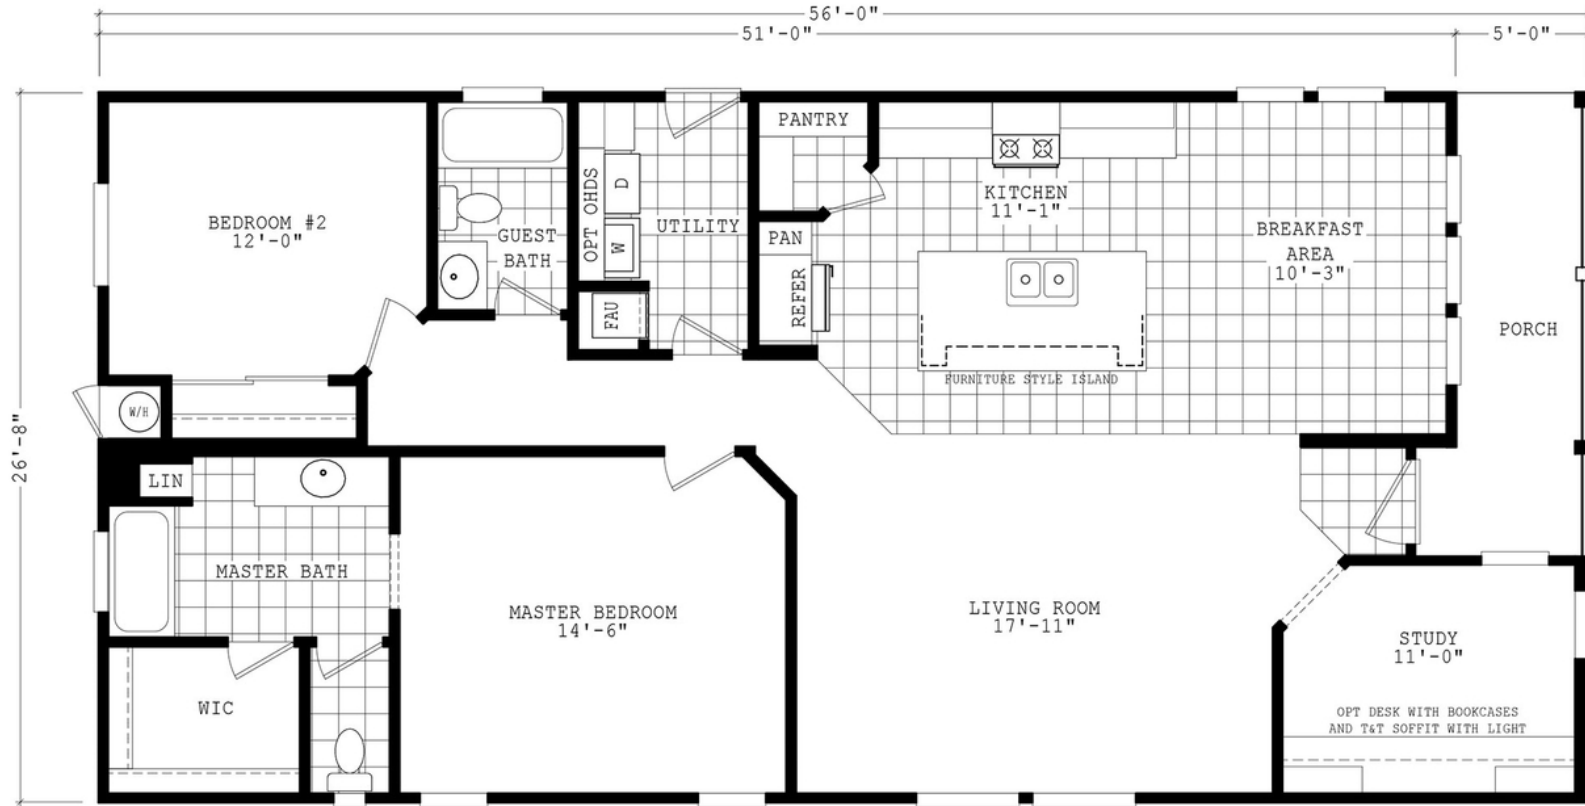 56'-0"
51'-0"
5'-0"
26'-8"
BEDROOM #2
12'-0"
GUEST
BATH
OPT OHDS
D
W
FAU
UTILITY
PANTRY
PAN
REFER
KITCHEN
11'-1"
BREAKFAST
AREA
10'-3"
FURNITURE STYLE ISLAND
PORCH
W/H
LIN
MASTER BATH
WIC
MASTER BEDROOM
14'-6"
LIVING ROOM
17'-11"
STUDY
11'-0"
OPT DESK WITH BOOKCASES
AND T&T SOFFIT WITH LIGHT